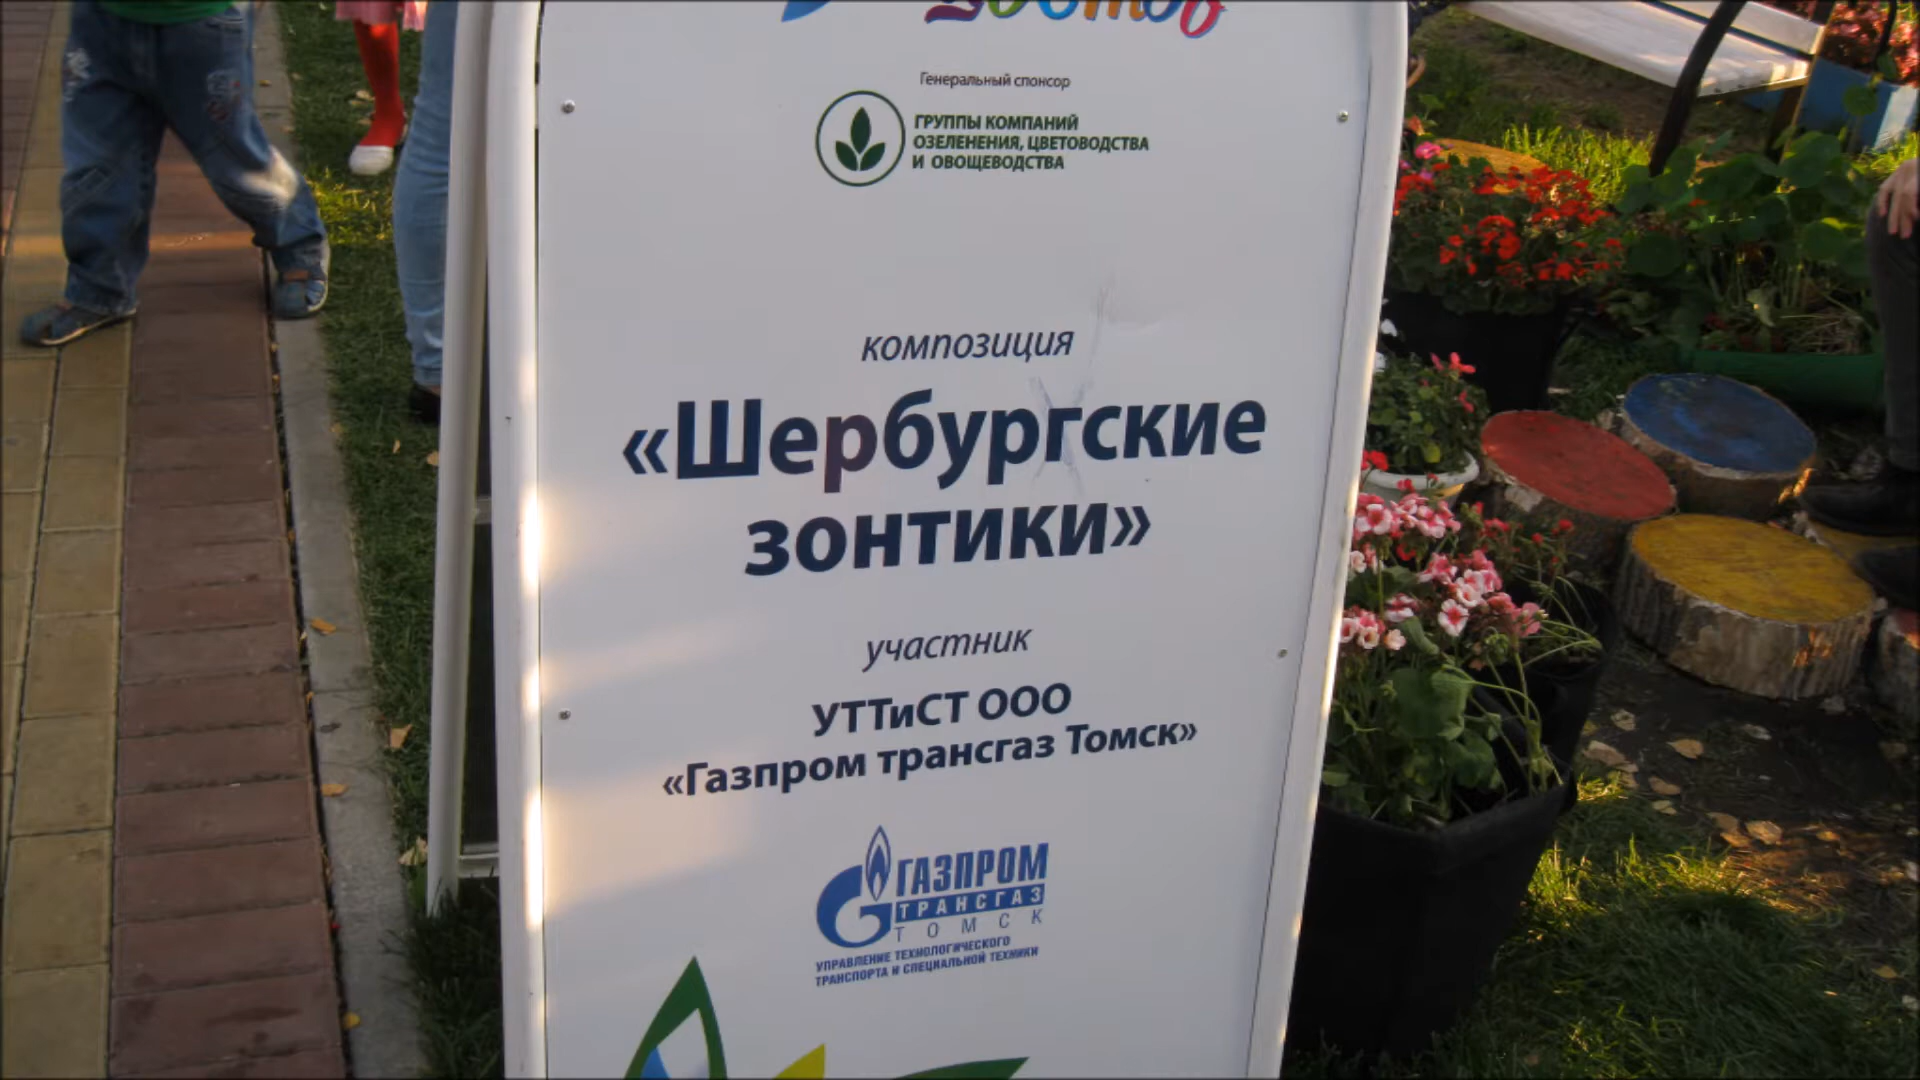 Генеральный спонсор
ГРУППЫ КОМПАНИЙ
ОЗЕЛЕНЕНИЯ, ЦВЕТОВОДСТВА
И ОВОЩЕВОДСТВА
композиция
«Шербургские
зонтики»
участник
УТТиСТ ООО
«Газпром трансгаз Томск»
ГАЗПРОМ
ТРАНСГАЗ
ТОМСК
УПРАВЛЕНИЕ ТЕХНОЛОГИЧЕСКОГО
ТРАНСПОРТА И СПЕЦИАЛЬНОЙ ТЕХНИКИ